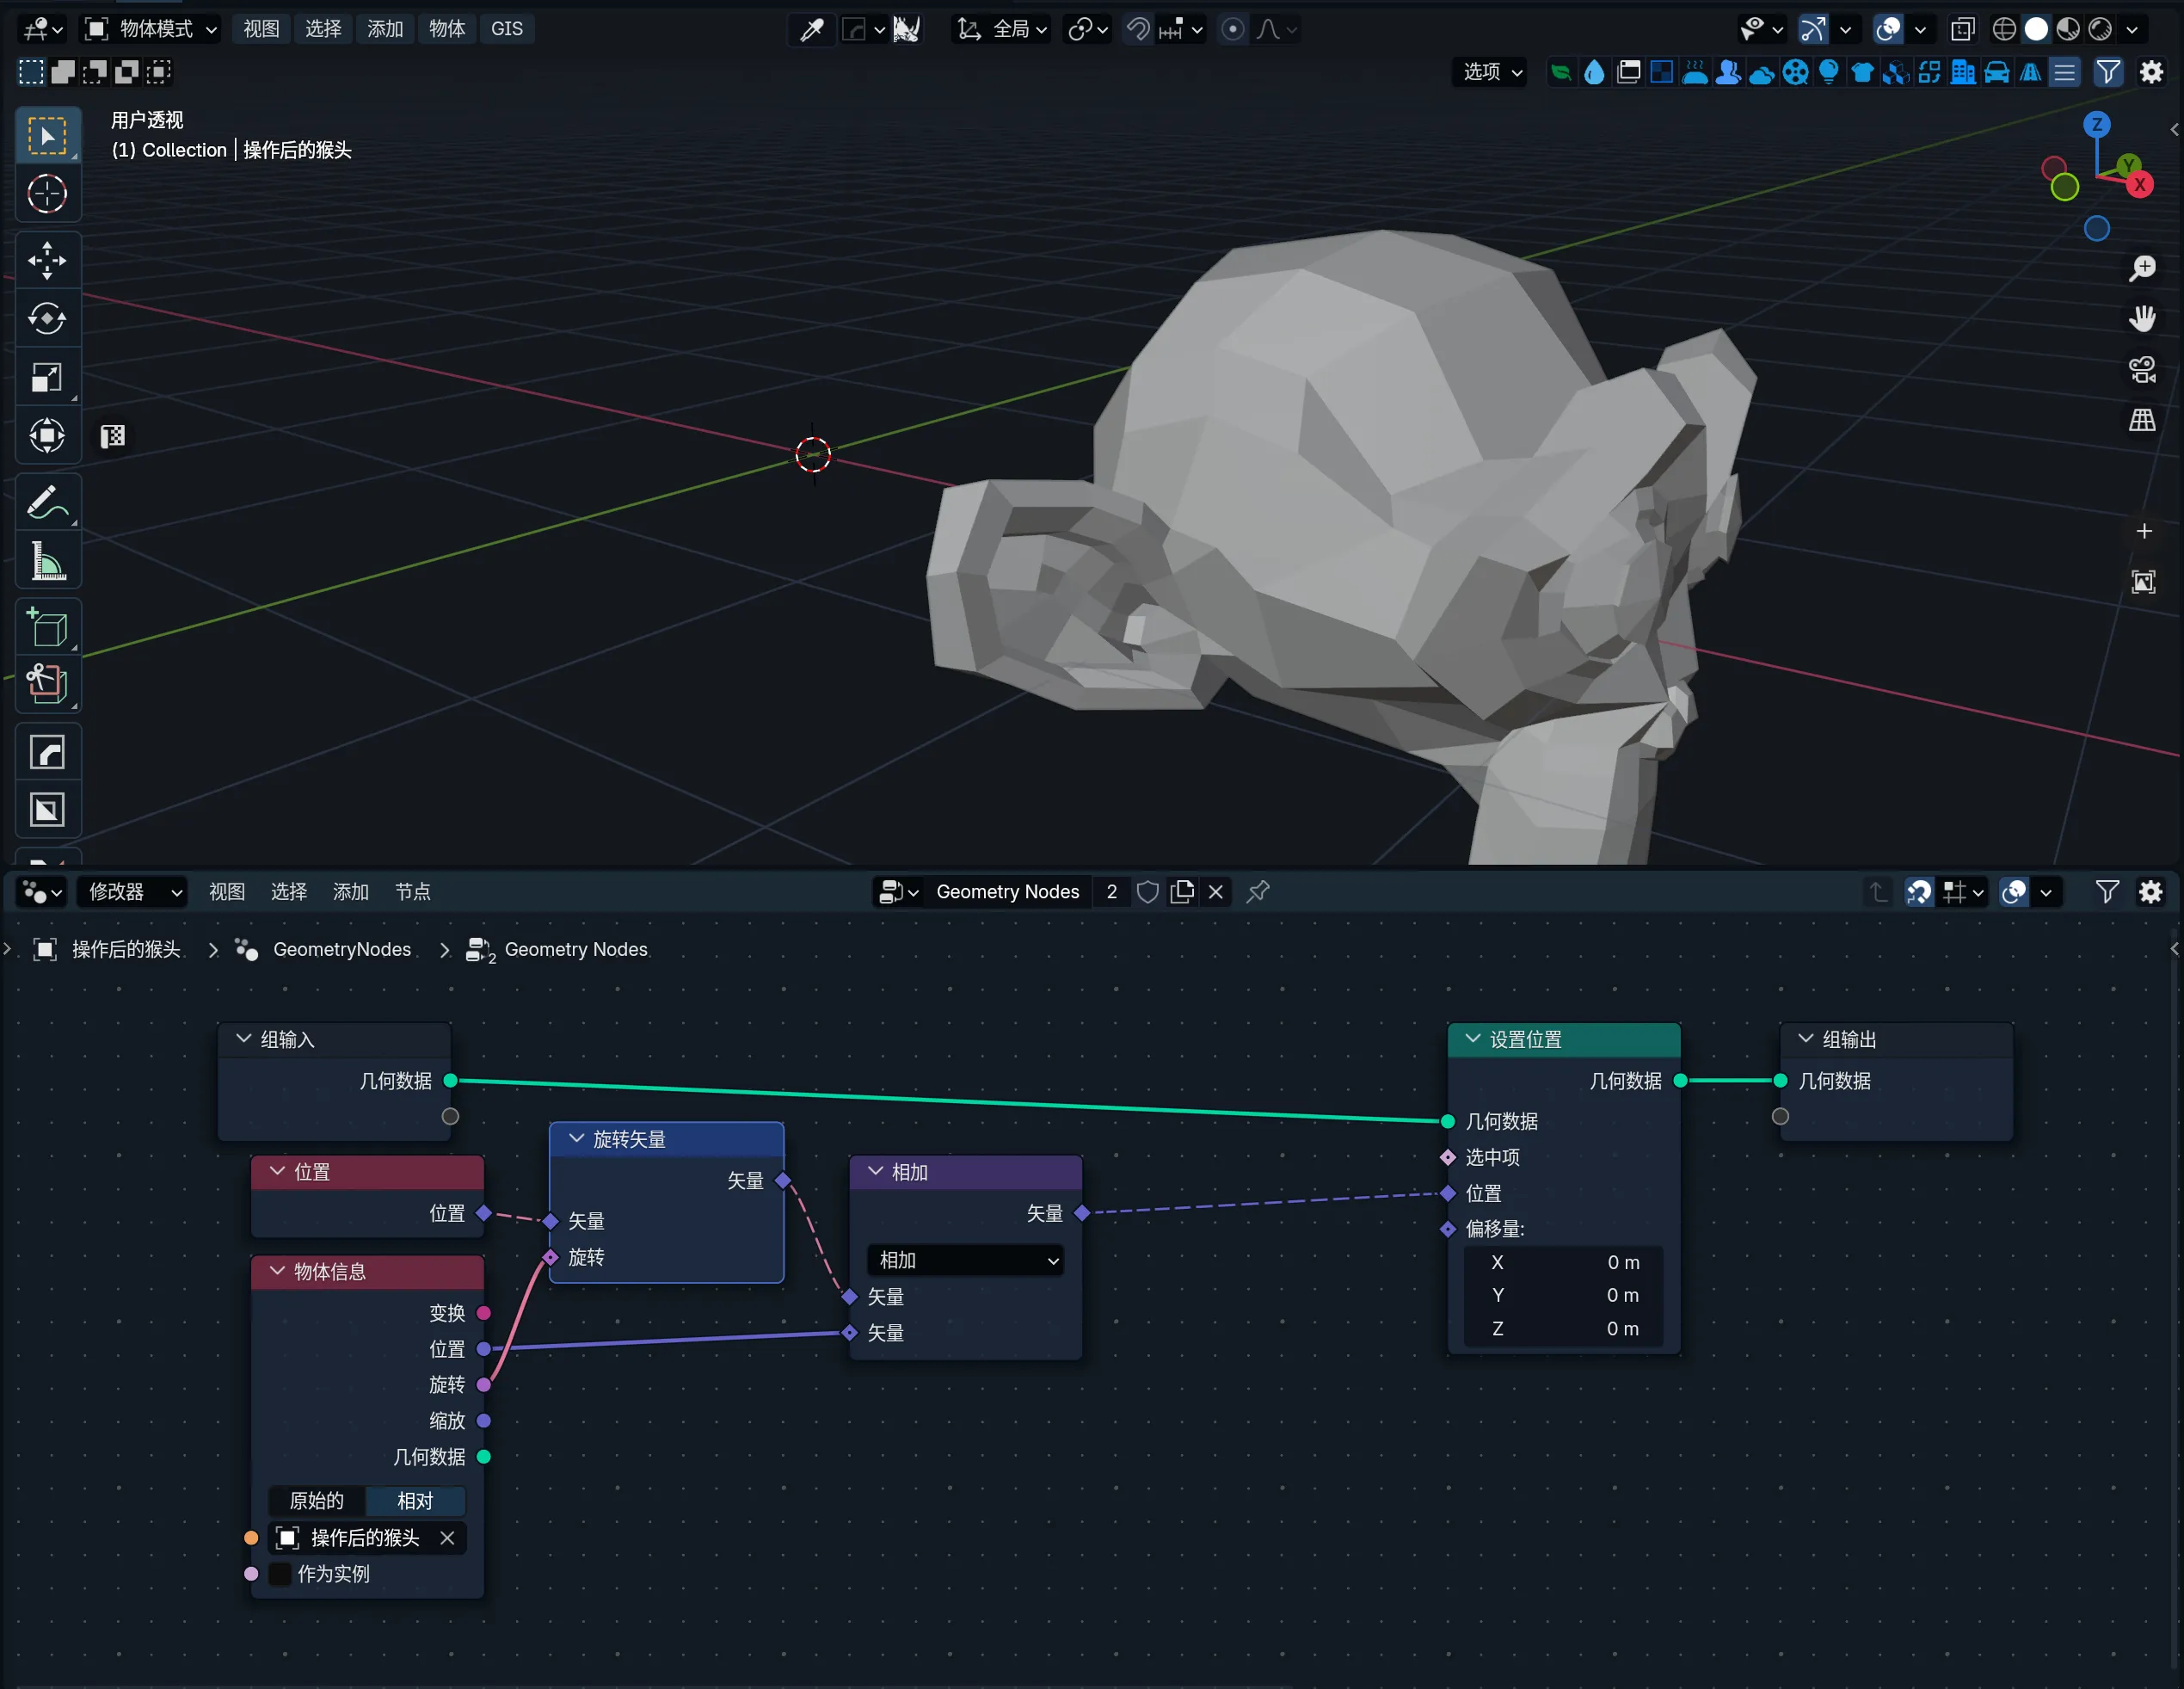 物体模式 视图 选择 添加 物体 GIS 全局
选项
用户透视
(1) Collection | 操作后的猴头
Z
Y
X
修改器 视图 选择 添加 节点 Geometry Nodes 2
操作后的猴头 GeometryNodes 2 Geometry Nodes
组输入
几何数据
位置
位置
物体信息
变换
位置
旋转
缩放
几何数据
原始的 相对
操作后的猴头
作为实例
旋转矢量
矢量
矢量
旋转
相加
矢量
相加
矢量
矢量
设置位置
几何数据
几何数据
选中项
位置
偏移量:
X 0 m
Y 0 m
Z 0 m
组输出
几何数据